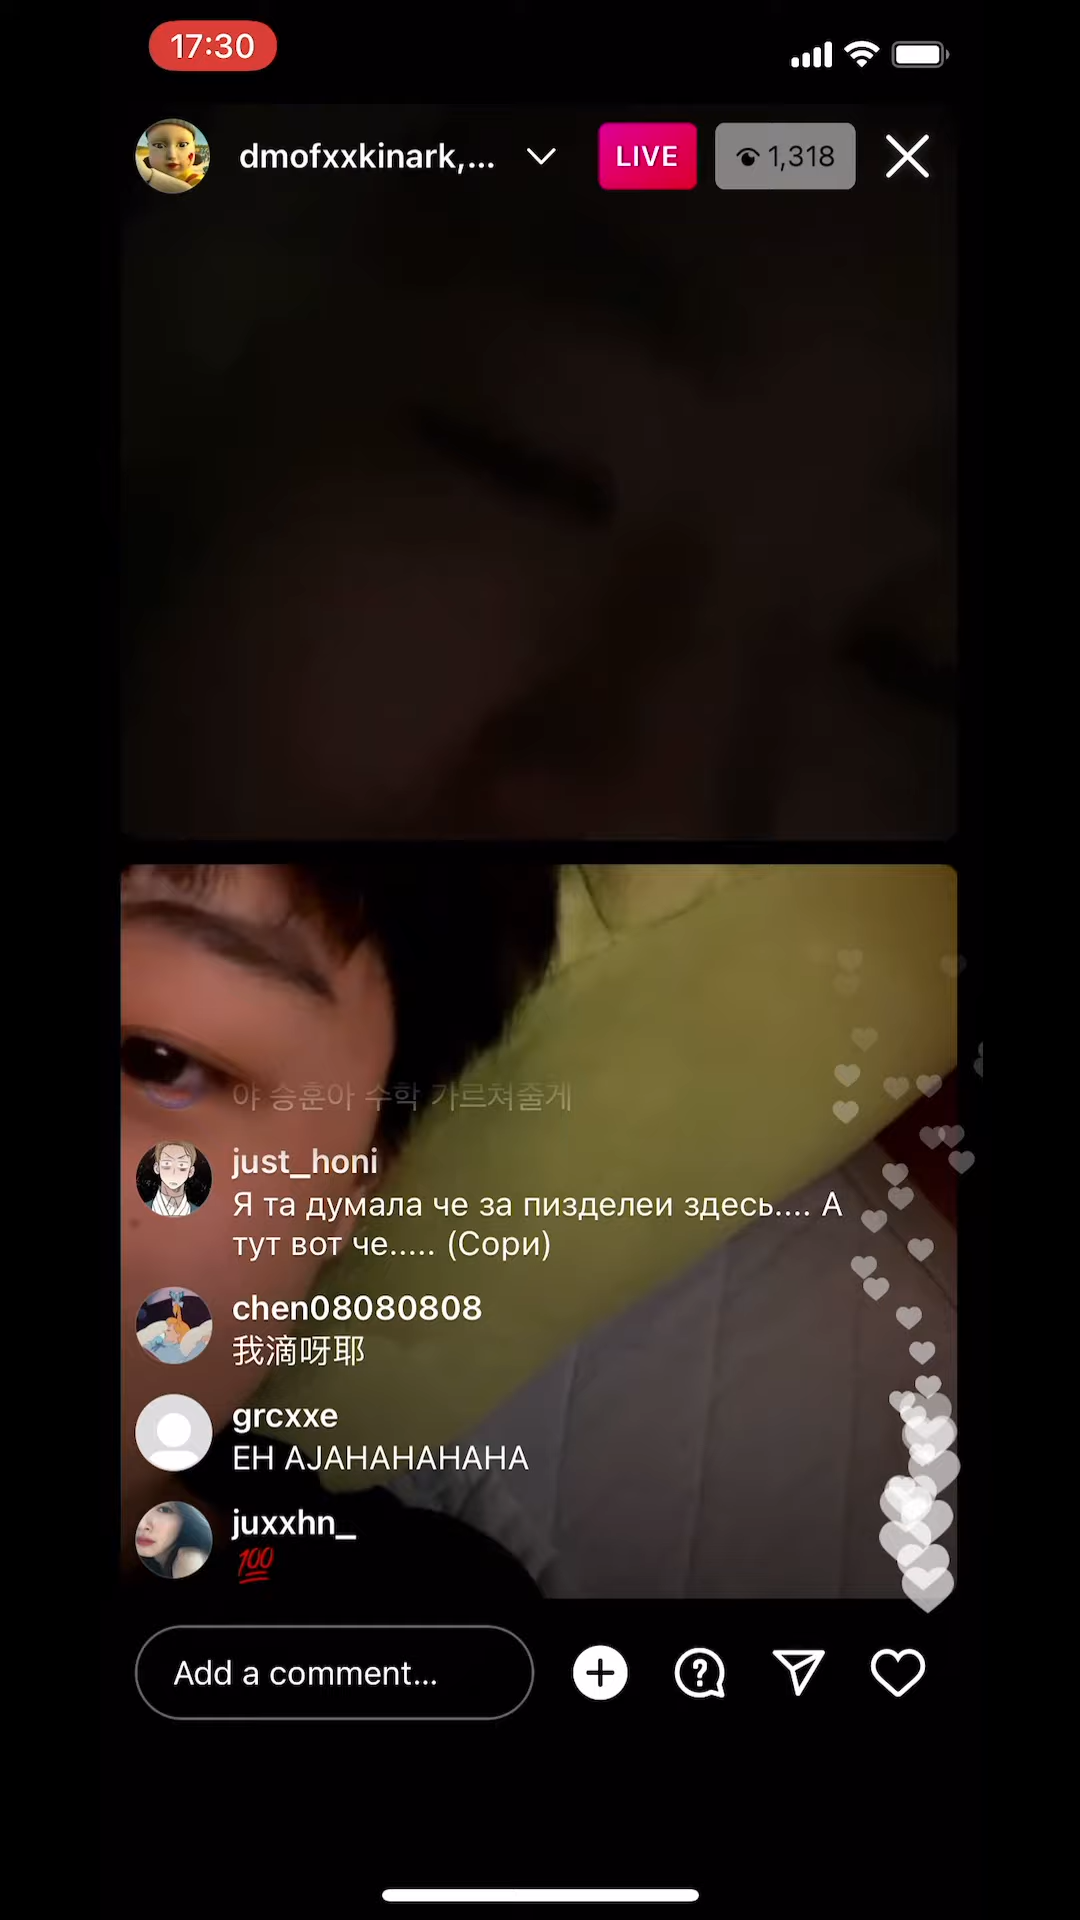 17:30
dmofxxkinark,...
LIVE
1,318
야 승훈아 수학 가르쳐줄게
just_honi
Я та думала че за пизделеи здесь.... А
тут вот че..... (Сори)
chen08080808
我滴呀耶
grcxxe
EH AJAHAHAHAHA
juxxhn_
💯
Add a comment...